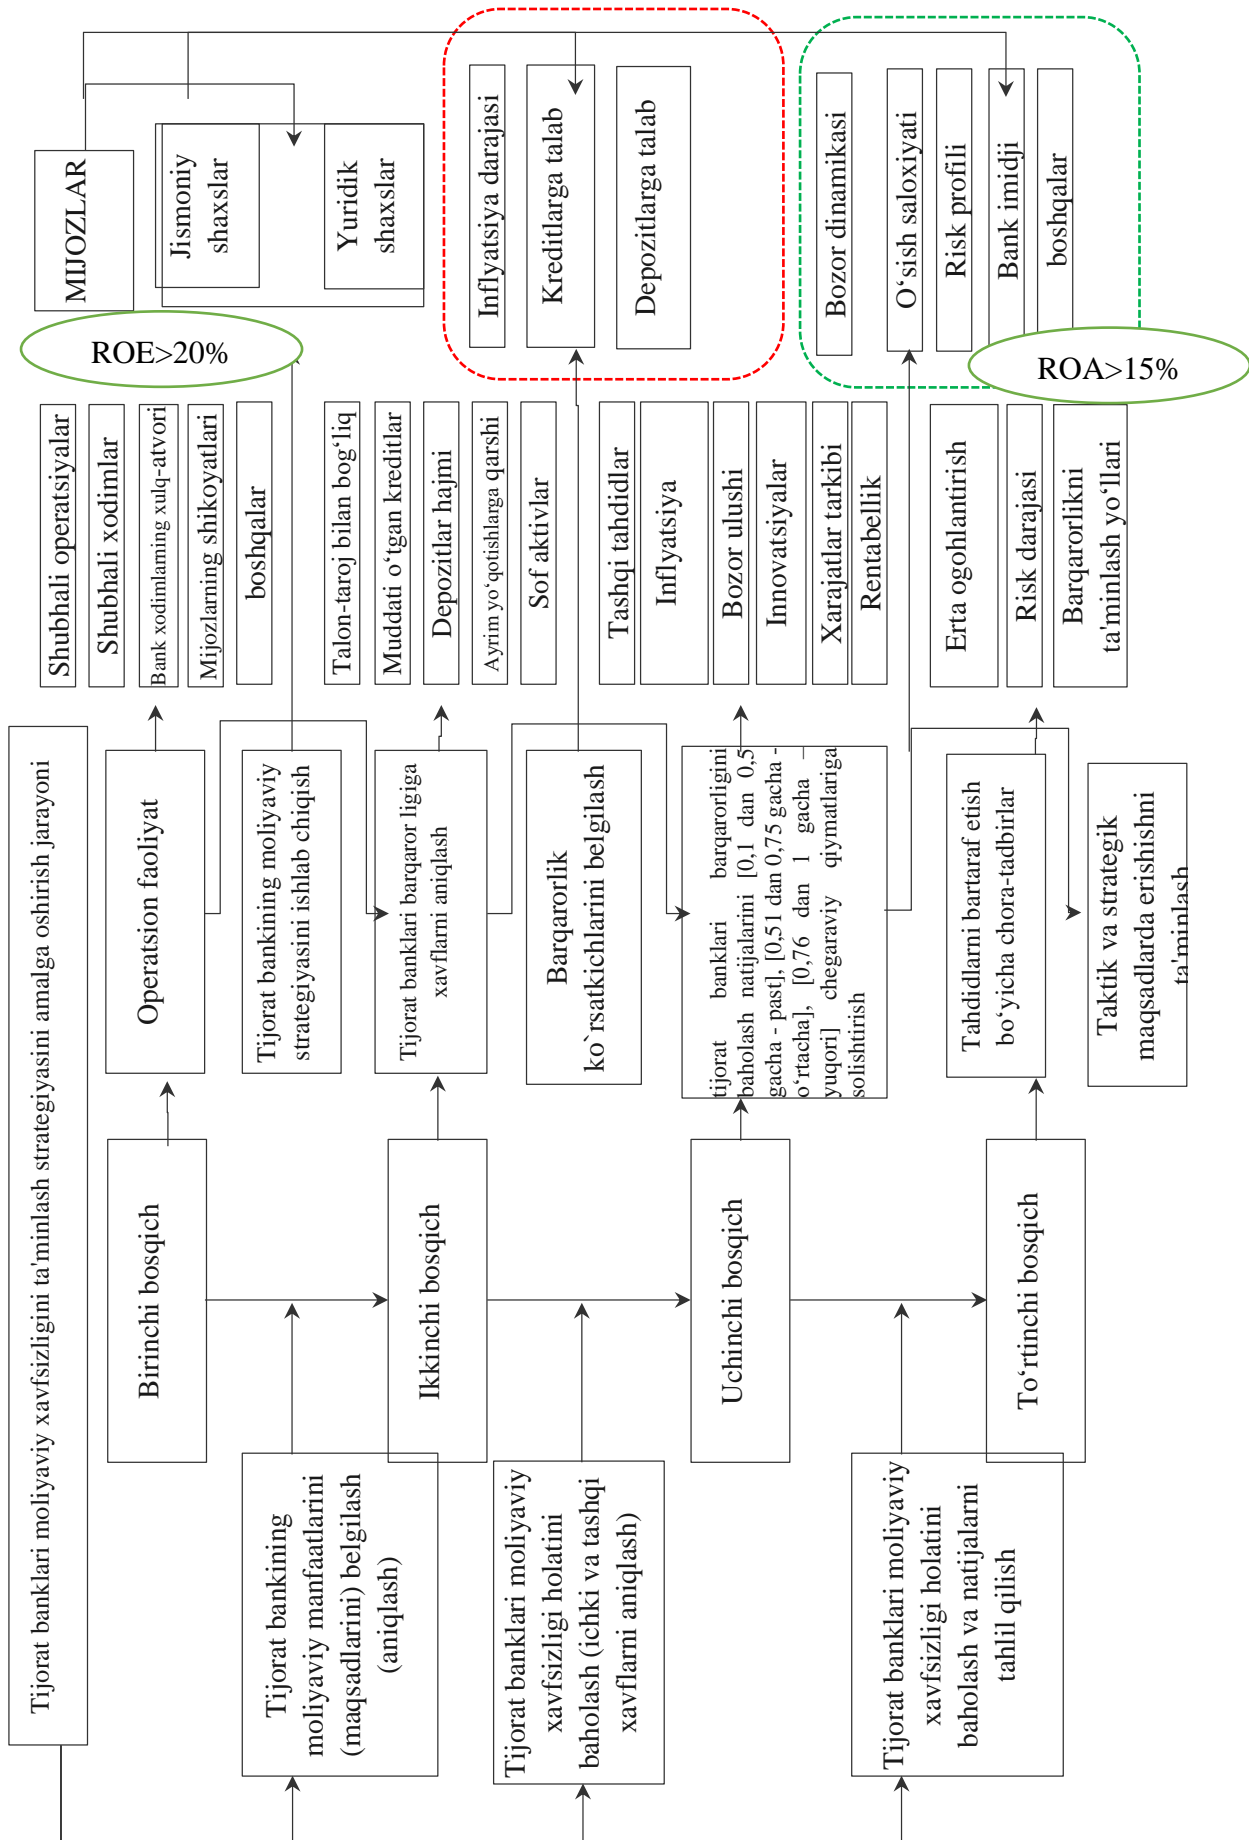 Tijorat banklari moliyaviy xavfsizligini ta'minlash strategiyasini amalga oshirish jarayoni
Tijorat bankining
moliyaviy manfaatlarini
(maqsadlarini) belgilash
(aniqlash)
Tijorat banklari moliyaviy
xavfsizligi holatini
baholash (ichki va tashqi
xavflarni aniqlash)
Tijorat banklari moliyaviy
xavfsizligi holatini
baholash va natijalarni
tahlil qilish
Birinchi bosqich
Ikkinchi bosqich
Uchinchi bosqich
To‘rtinchi bosqich
Operatsion faoliyat
Tijorat bankining moliyaviy
strategiyasini ishlab chiqish
Tijorat banklari barqaror ligiga
xavflarni aniqlash
Barqarorlik
ko`rsatkichlarini belgilash
tijorat banklari barqarorligini
baholash natijalarini [0,1 dan 0,5
gacha - past], [0,51 dan 0,75 gacha -
o‘rtacha], [0,76 dan 1 gacha –
yuqori] chegaraviy qiymatlariga
solishtirish
Tahdidlarni bartaraf etish
bo‘yicha chora-tadbirlar
Taktik va strategik
maqsadlarda erishishni
ta'minlash
Shubhali operatsiyalar
Shubhali xodimlar
Bank xodimlarning xulq-atvori
Mijozlarning shikoyatlari
boshqalar
Talon-taroj bilan bog‘liq
Muddati o‘tgan kreditlar
Depozitlar hajmi
Ayrim yo‘qotishlarga qarshi
Sof aktivlar
Tashqi tahdidlar
Inflyatsiya
Bozor ulushi
Innovatsiyalar
Xarajatlar tarkibi
Rentabellik
Erta ogohlantirish
Risk darajasi
Barqarorlikni
ta'minlash yo‘llari
ROE>20%
ROA>15%
MIJOZLAR
Jismoniy
shaxslar
Yuridik
shaxslar
Inflyatsiya darajasi
Kreditlarga talab
Depozitlarga talab
Bozor dinamikasi
O‘sish saloxiyati
Risk profili
Bank imidji
boshqalar